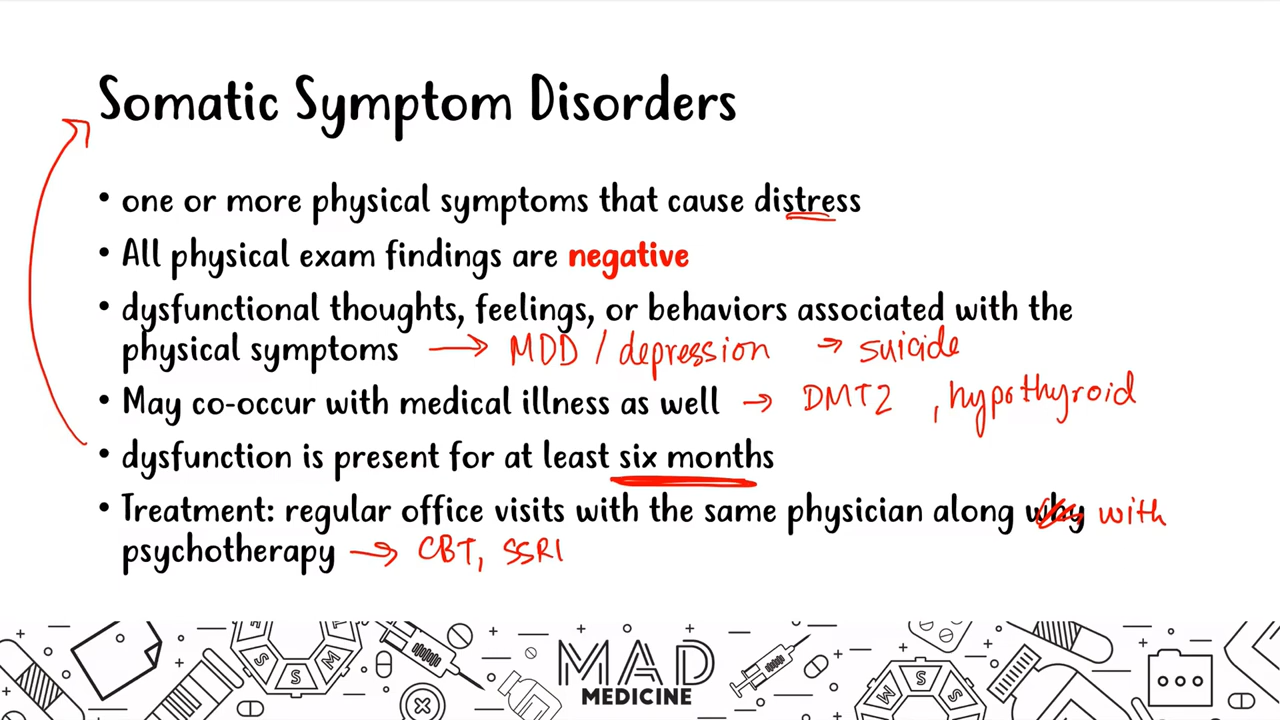 Somatic Symptom Disorders
• one or more physical symptoms that cause distress
• All physical exam findings are negative
• dysfunctional thoughts, feelings, or behaviors associated with the
physical symptoms → MDD / depression → suicide
• May co-occur with medical illness as well → DMT2 , hypothyroid
• dysfunction is present for at least six months
• Treatment: regular office visits with the same physician along why with
psychotherapy → CBT, SSRI
S S M
M S S
MAD
MEDICINE